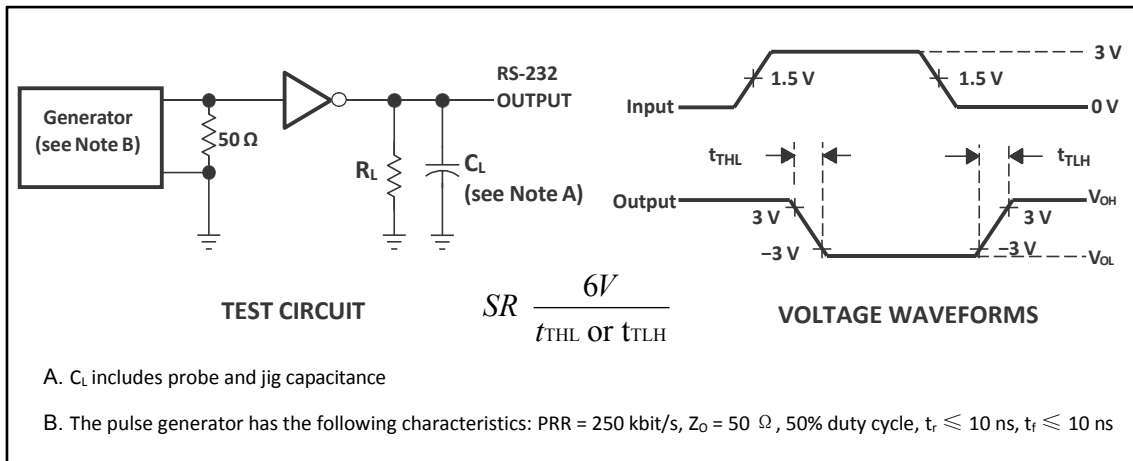 Generator
(see Note B)
50 Ω
RS-232
OUTPUT
R_L
C_L
(see Note A)
TEST CIRCUIT
SR 6V
t_THL or t_TLH
Input
1.5 V
1.5 V
3 V
0 V
t_THL
t_TLH
Output
3 V
−3 V
3 V
−3 V
V_OH
V_OL
VOLTAGE WAVEFORMS
A. C_L includes probe and jig capacitance
B. The pulse generator has the following characteristics: PRR = 250 kbit/s, Z_O = 50 Ω, 50% duty cycle, t_r ≤ 10 ns, t_f ≤ 10 ns